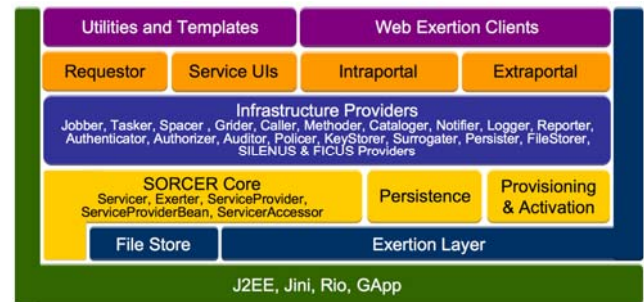 Utilities and Templates
Web Exertion Clients
Requestor
Service UIs
Intraportal
Extraportal
Infrastructure Providers
Jobber, Tasker, Spacer , Grider, Caller, Methoder, Cataloger, Notifier, Logger, Reporter,
Authenticator, Authorizer, Auditor, Policer, KeyStorer, Surrogater, Persister, FileStorer,
SILENUS & FICUS Providers
SORCER Core
Servicer, Exerter, ServiceProvider,
ServiceProviderBean, ServicerAccessor
Persistence
Provisioning
& Activation
File Store
Exertion Layer
J2EE, Jini, Rio, GApp